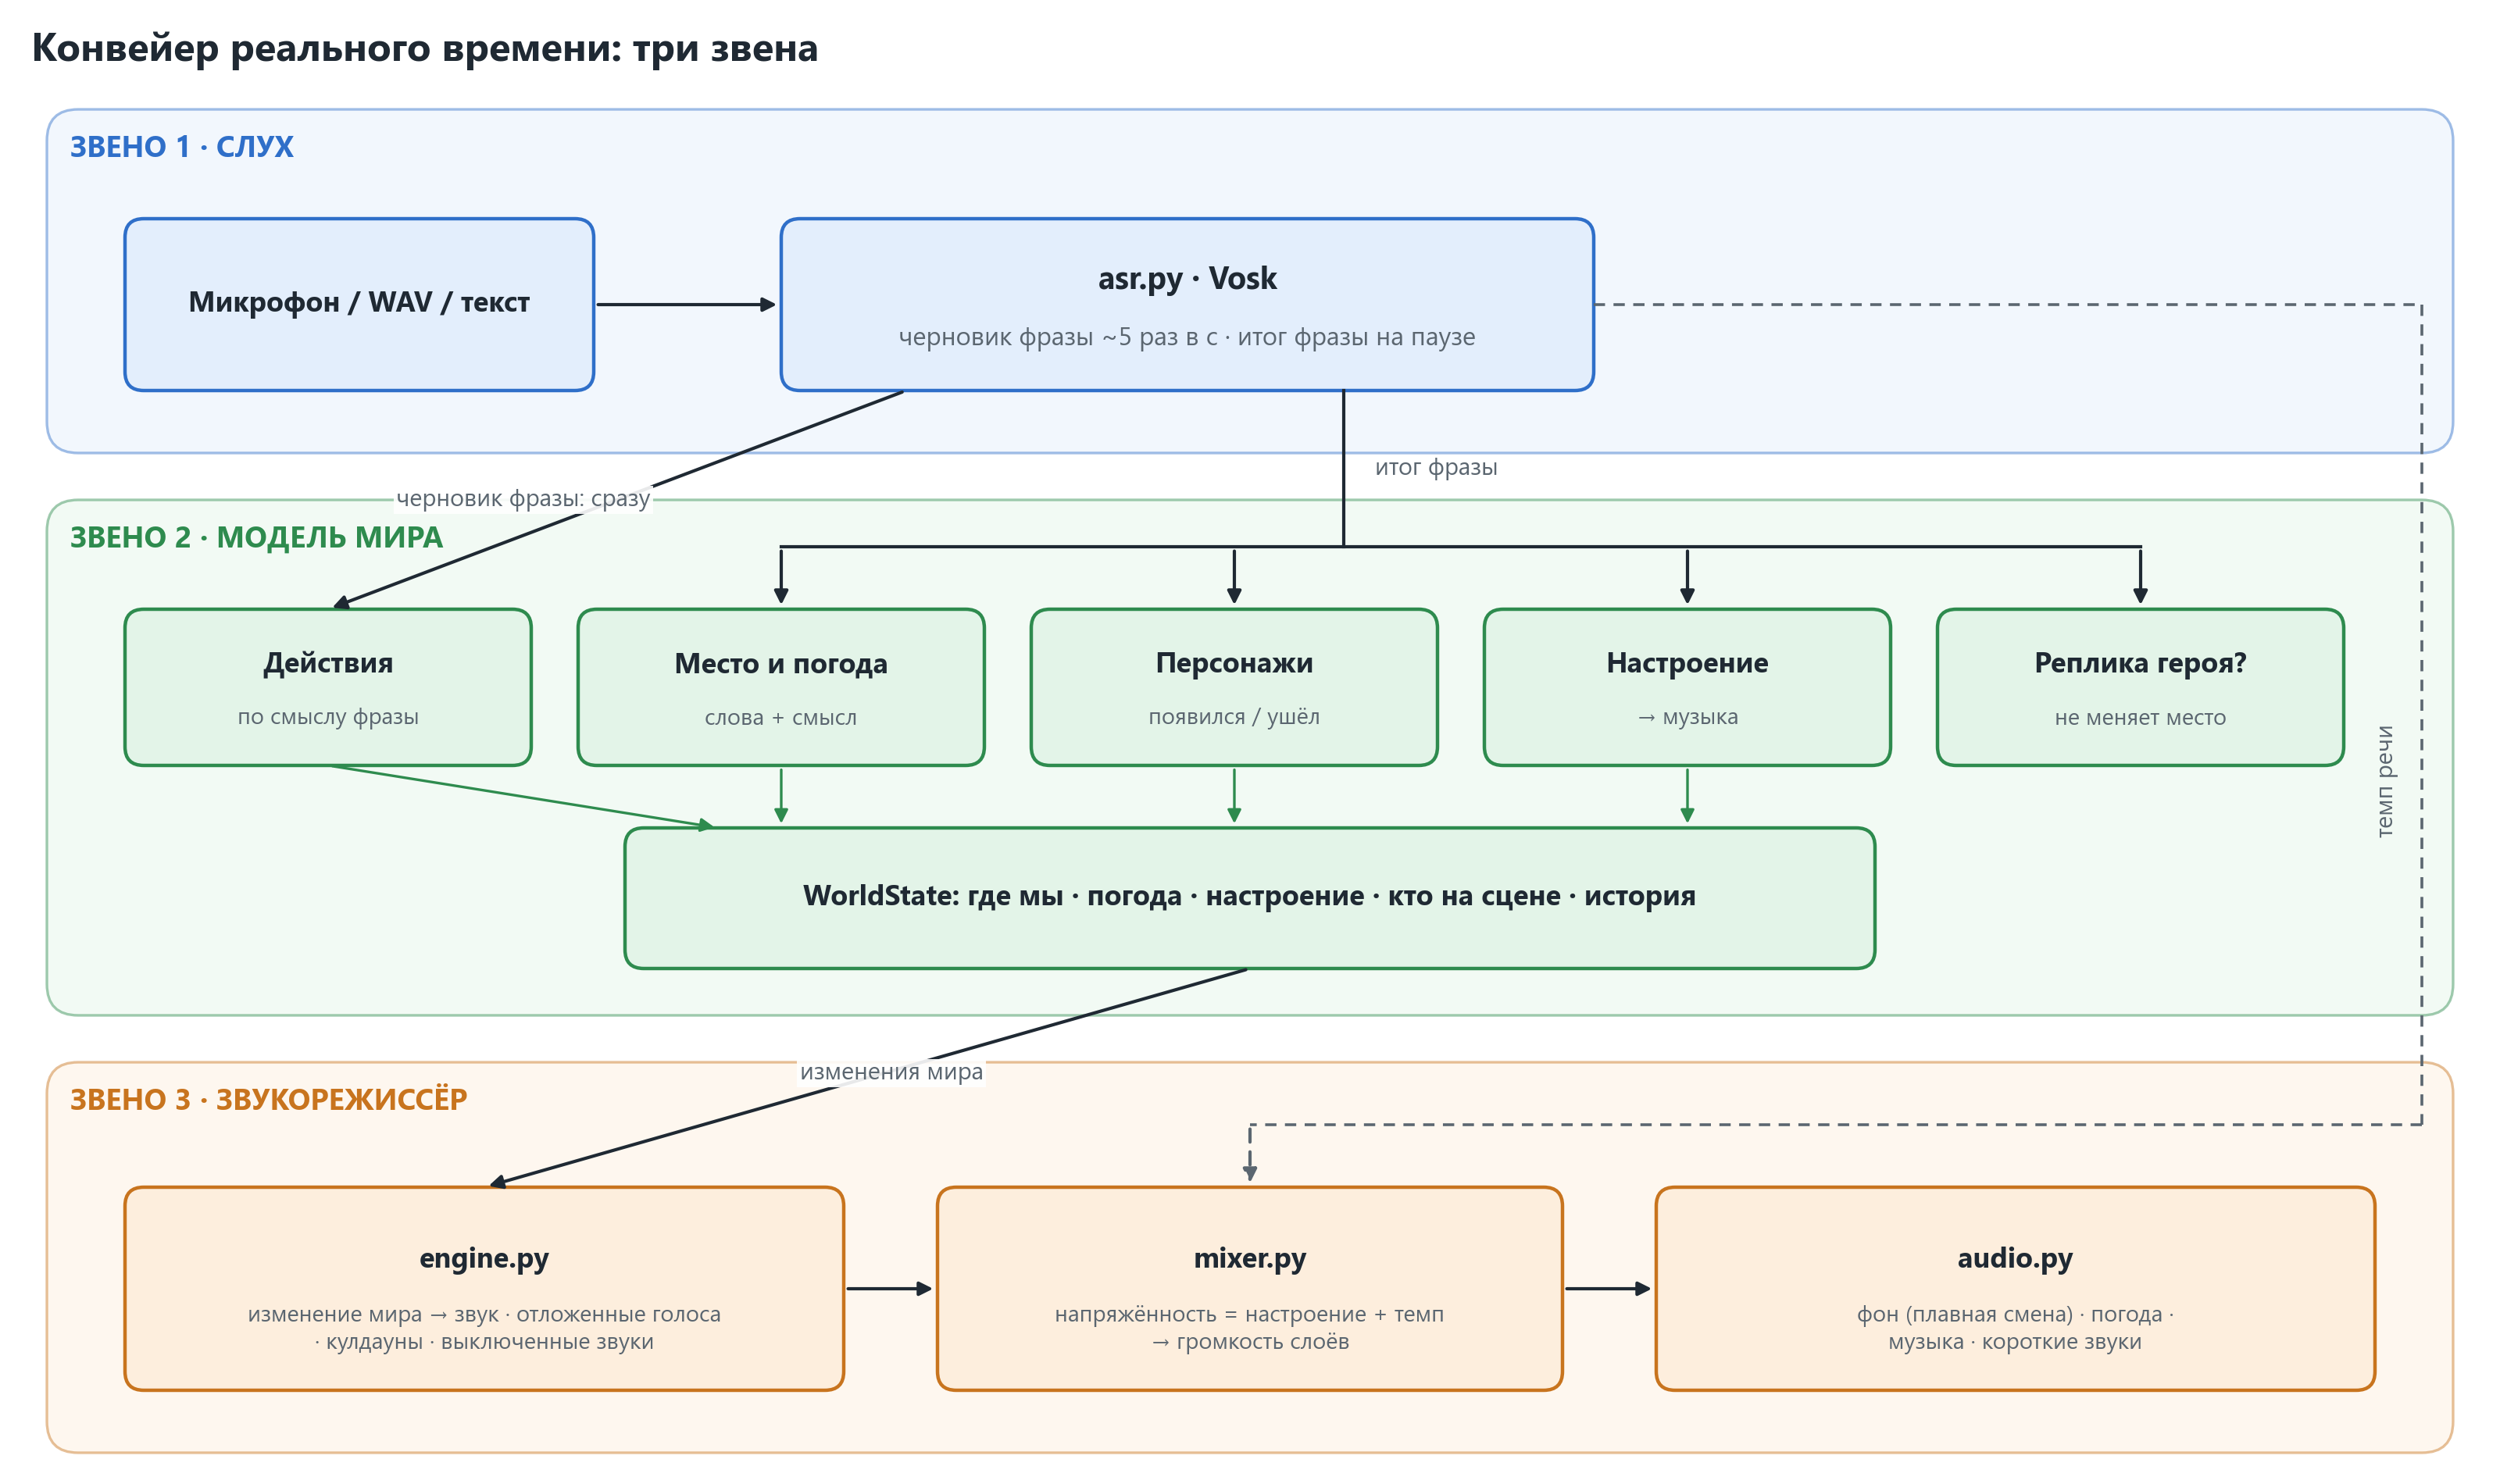 Конвейер реального времени: три звена
ЗВЕНО 1 · СЛУХ
Микрофон / WAV / текст
asr.py · Vosk
черновик фразы ~5 раз в с · итог фразы на паузе
итог фразы
черновик фразы: сразу
ЗВЕНО 2 · МОДЕЛЬ МИРА
Действия
по смыслу фразы
Место и погода
слова + смысл
Персонажи
появился / ушёл
Настроение
→ музыка
Реплика героя?
не меняет место
темп речи
WorldState: где мы · погода · настроение · кто на сцене · история
изменения мира
ЗВЕНО 3 · ЗВУКОРЕЖИССЁР
engine.py
изменение мира → звук · отложенные голоса
· кулдауны · выключенные звуки
mixer.py
напряжённость = настроение + темп
→ громкость слоёв
audio.py
фон (плавная смена) · погода ·
музыка · короткие звуки